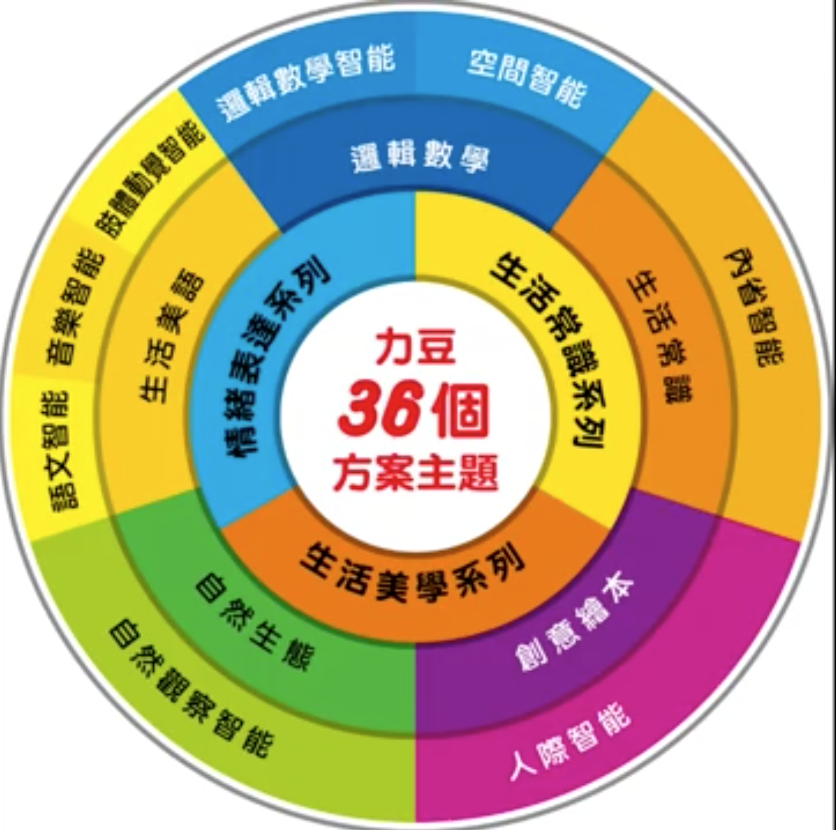 力豆
36個
方案主題
情緒表達系列
生活常識系列
生活美學系列
邏輯數學
生活常識
創意繪本
自然生態
生活美語
邏輯數學智能
空間智能
內省智能
人際智能
自然觀察智能
語文智能
音樂智能
肢體動覺智能